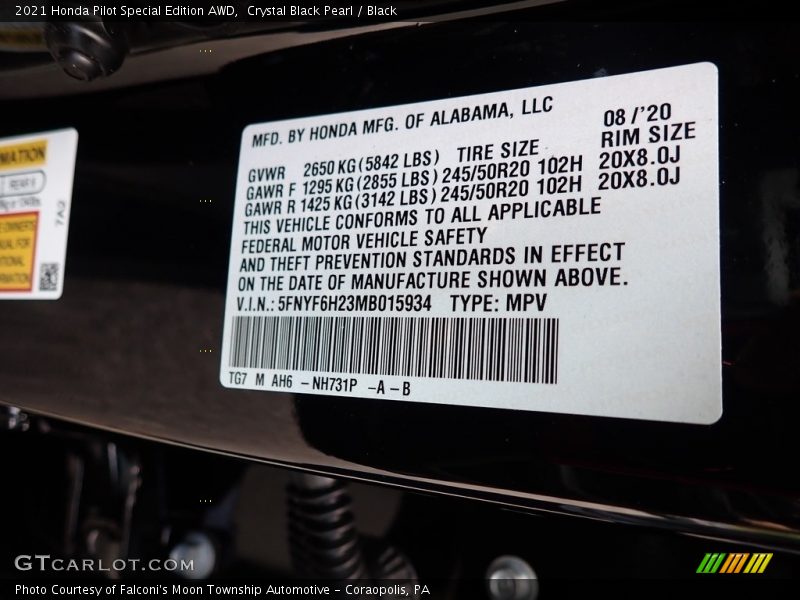 2021 Honda Pilot Special Edition AWD, Crystal Black Pearl / Black
MATION
REAR
7A2
MFD. BY HONDA MFG. OF ALABAMA, LLC 08/'20
GVWR 2650 KG (5842 LBS) TIRE SIZE RIM SIZE
GAWR F 1295 KG (2855 LBS) 245/50R20 102H 20X8.0J
GAWR R 1425 KG (3142 LBS) 245/50R20 102H 20X8.0J
THIS VEHICLE CONFORMS TO ALL APPLICABLE
FEDERAL MOTOR VEHICLE SAFETY
AND THEFT PREVENTION STANDARDS IN EFFECT
ON THE DATE OF MANUFACTURE SHOWN ABOVE.
V.I.N.: 5FNYF6H23MB015934 TYPE: MPV
TG7 M AH6 - NH731P - A - B
GTCARLOT.COM
Photo Courtesy of Falconi's Moon Township Automotive - Coraopolis, PA